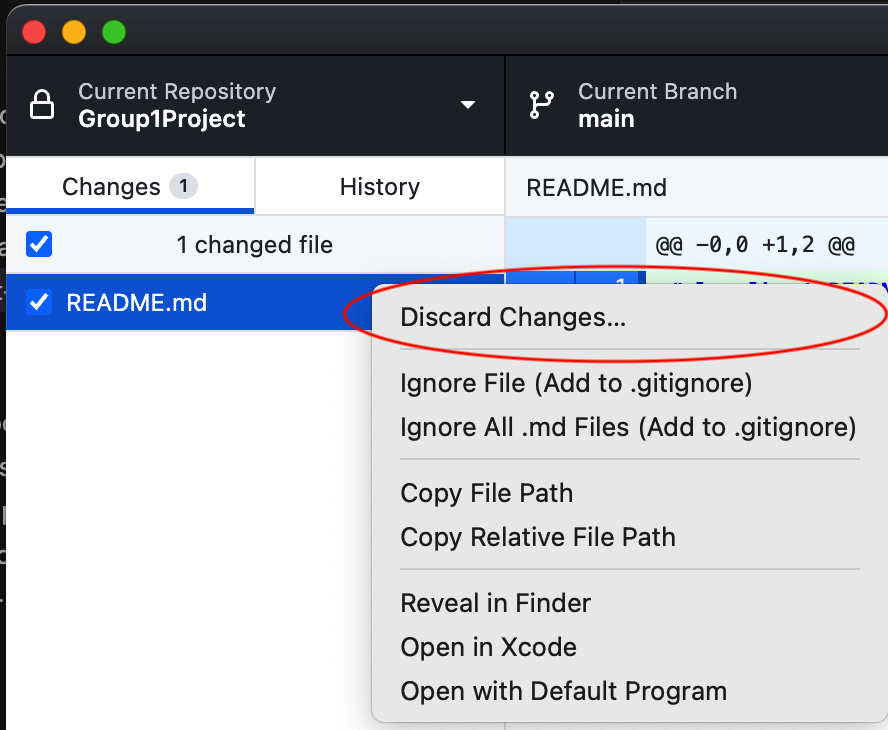 Current Repository
Group1Project
Current Branch
main
Changes 1
History
README.md
1 changed file
@@ -0,0 +1,2 @@
README.md
1
Discard Changes...
Ignore File (Add to .gitignore)
Ignore All .md Files (Add to .gitignore)
Copy File Path
Copy Relative File Path
Reveal in Finder
Open in Xcode
Open with Default Program